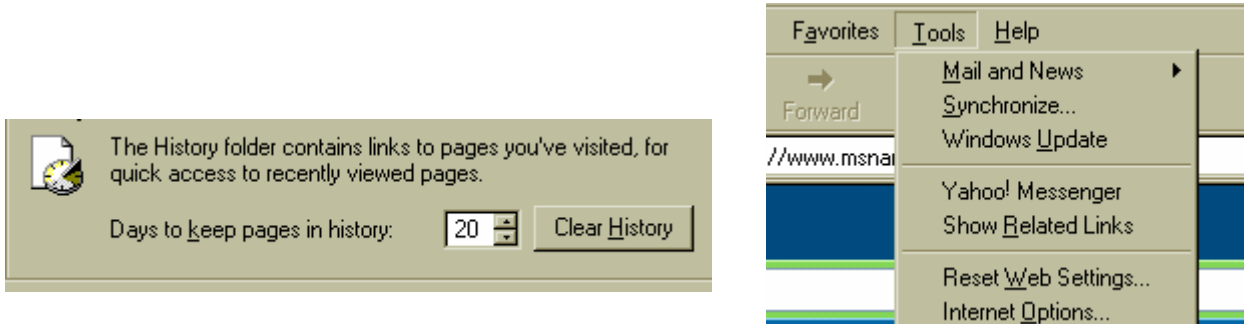 The History folder contains links to pages you've visited, for
quick access to recently viewed pages.
Days to keep pages in history: 20 Clear History
Favorites Tools Help
Mail and News
Forward
Synchronize...
Windows Update
//www.msna
Yahoo! Messenger
Show Related Links
Reset Web Settings...
Internet Options...